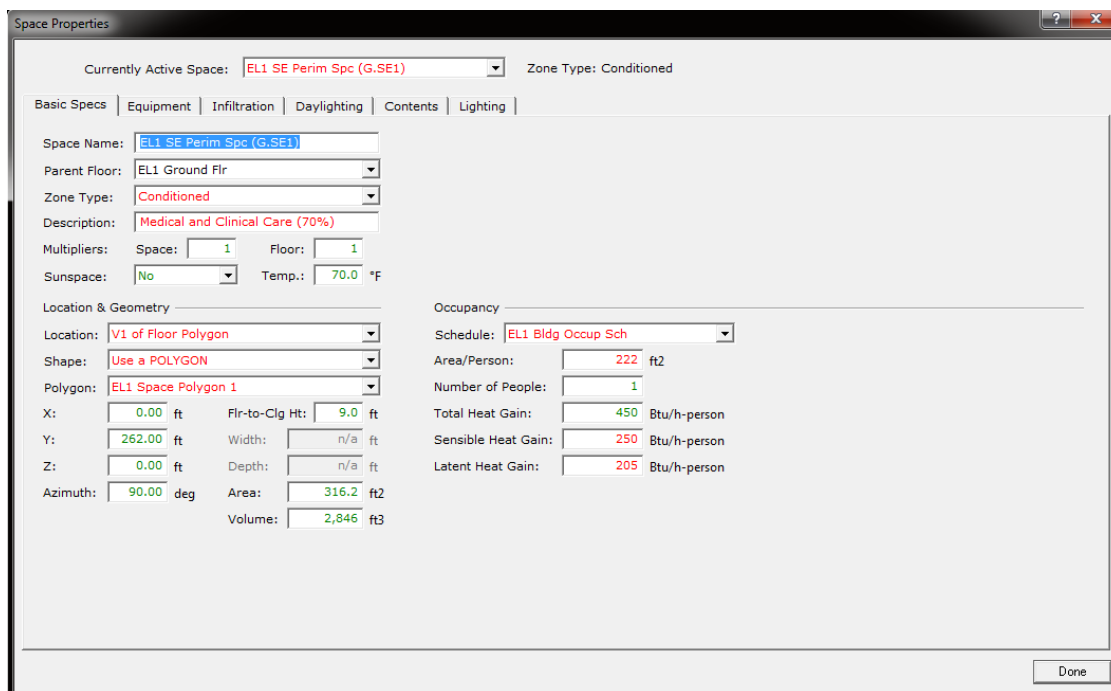 Space Properties
? X
Currently Active Space: EL1 SE Perim Spc (G.SE1) Zone Type: Conditioned
Basic Specs Equipment Infiltration Daylighting Contents Lighting
Space Name: EL1 SE Perim Spc (G.SE1)
Parent Floor: EL1 Ground Flr
Zone Type: Conditioned
Description: Medical and Clinical Care (70%)
Multipliers: Space: 1 Floor: 1
Sunspace: No Temp.: 70.0 °F
Location & Geometry
Location: V1 of Floor Polygon
Shape: Use a POLYGON
Polygon: EL1 Space Polygon 1
X: 0.00 ft Flr-to-Clg Ht: 9.0 ft
Y: 262.00 ft Width: n/a ft
Z: 0.00 ft Depth: n/a ft
Azimuth: 90.00 deg Area: 316.2 ft2
Volume: 2,846 ft3
Occupancy
Schedule: EL1 Bldg Occup Sch
Area/Person: 222 ft2
Number of People: 1
Total Heat Gain: 450 Btu/h-person
Sensible Heat Gain: 250 Btu/h-person
Latent Heat Gain: 205 Btu/h-person
Done